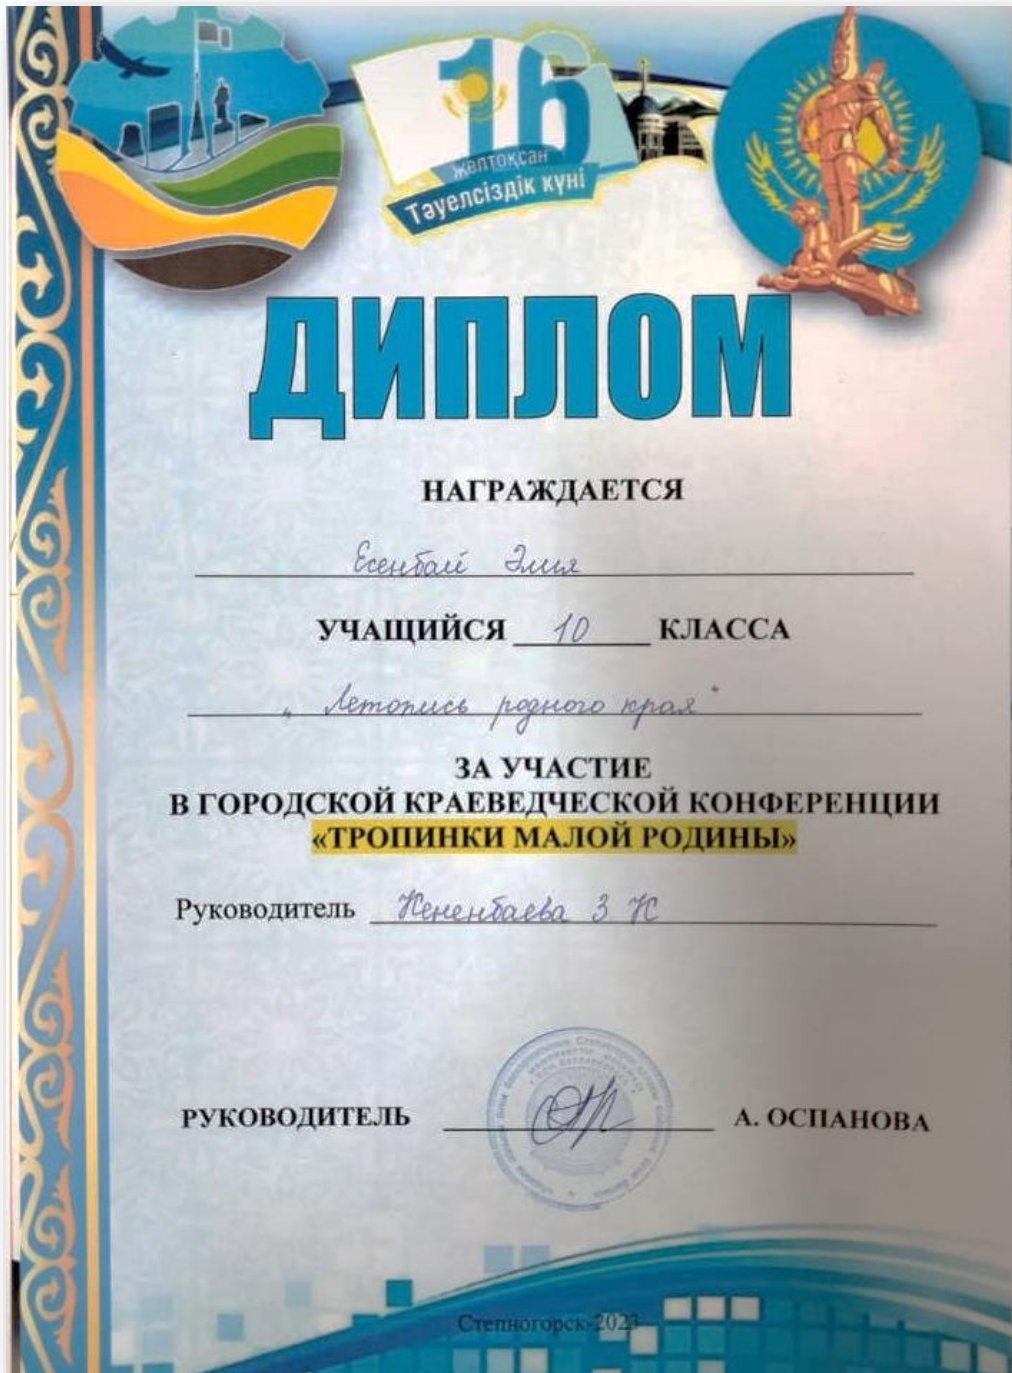 16
желтоқсан
Тәуелсіздік күні
ДИПЛОМ
НАГРАЖДАЕТСЯ
Есенбай Элия
УЧАЩИЙСЯ 10 КЛАССА
„Летопись родного края"
ЗА УЧАСТИЕ
В ГОРОДСКОЙ КРАЕВЕДЧЕСКОЙ КОНФЕРЕНЦИИ
«ТРОПИНКИ МАЛОЙ РОДИНЫ»
Руководитель Кененбаева З К
РУКОВОДИТЕЛЬ А. ОСПАНОВА
Степногорск-2023